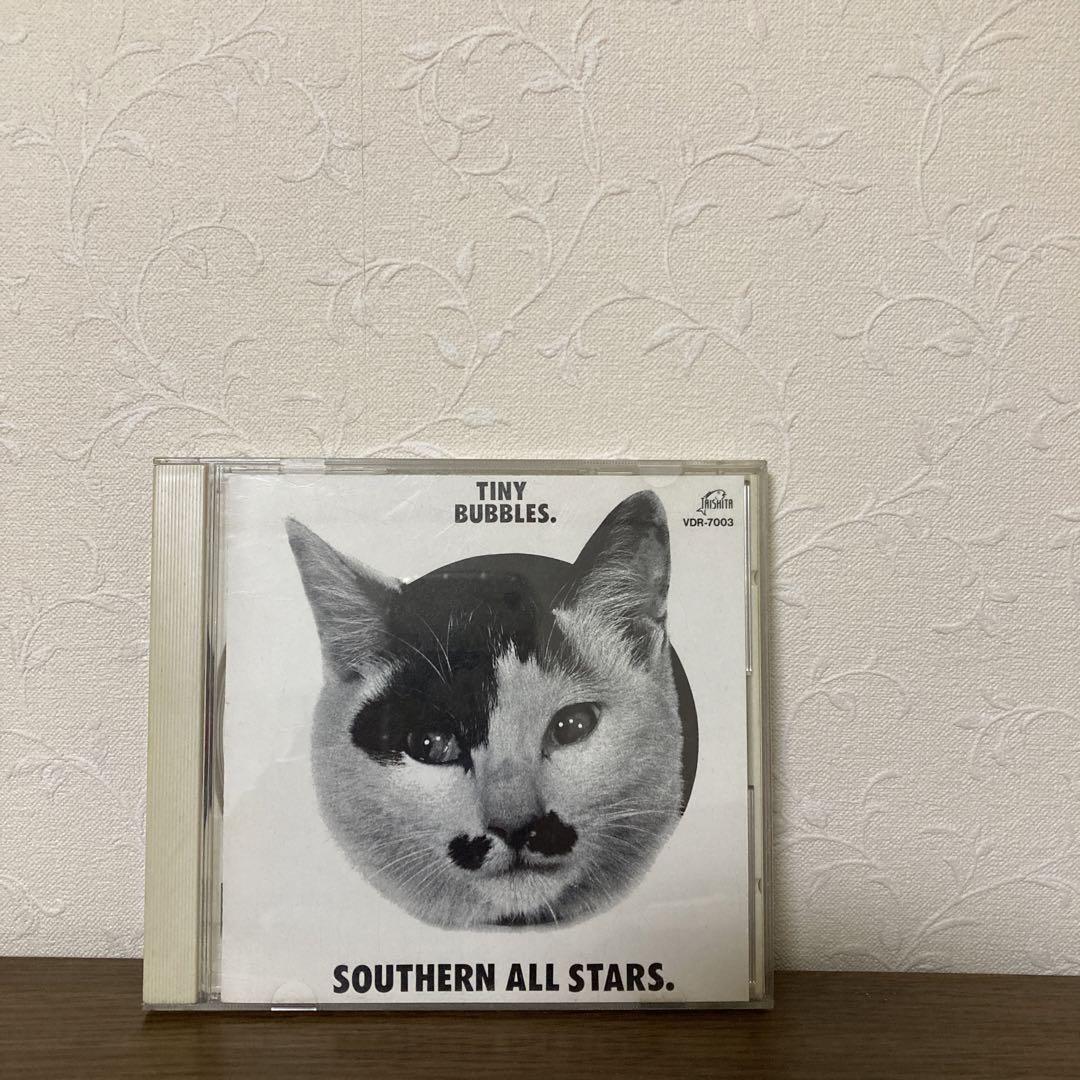 TINY
BUBBLES.
TAISHITA
VDR-7003
SOUTHERN ALL STARS.